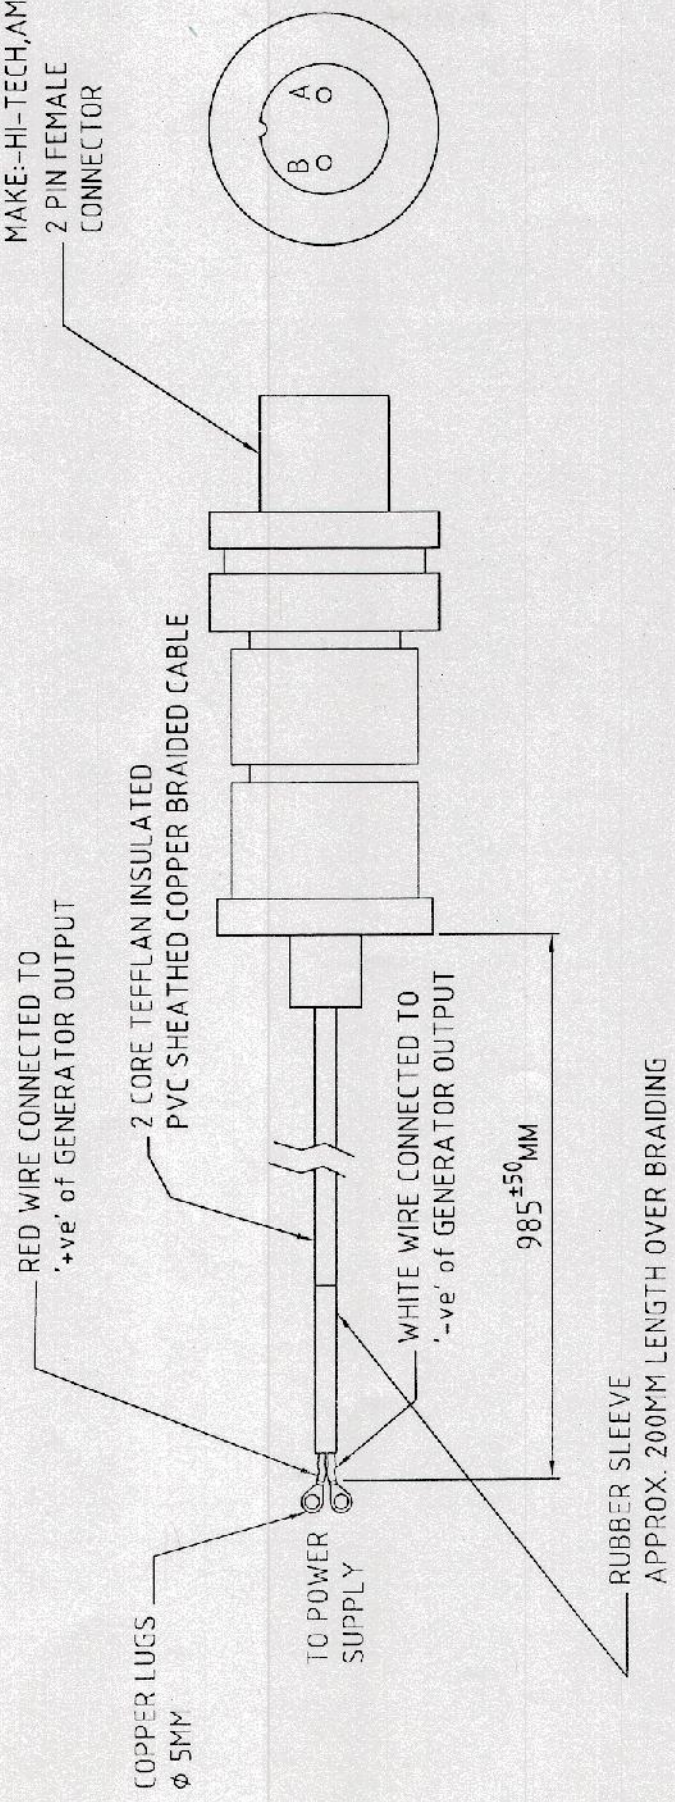 MAKE:-HI-TECH,AM
2 PIN FEMALE
CONNECTOR
B A
RED WIRE CONNECTED TO
'+ve' of GENERATOR OUTPUT
2 CORE TEFFLAN INSULATED
PVC SHEATHED COPPER BRAIDED CABLE
COPPER LUGS
Φ 5MM
TO POWER
SUPPLY
WHITE WIRE CONNECTED TO
'-ve' of GENERATOR OUTPUT
985±50MM
RUBBER SLEEVE
APPROX. 200MM LENGTH OVER BRAIDING